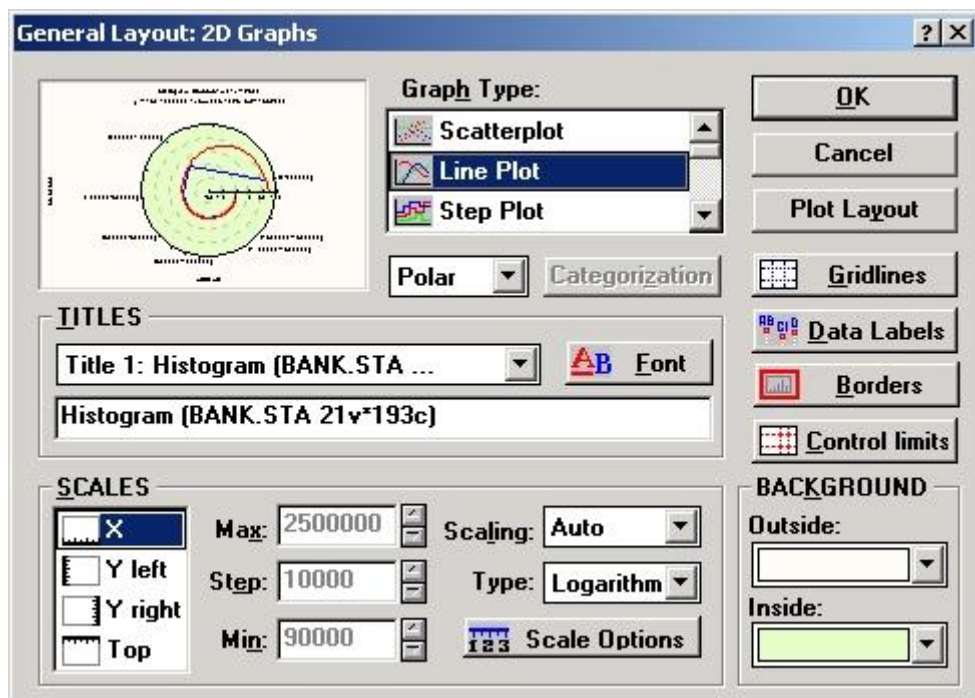 General Layout: 2D Graphs
Graph Type:
Scatterplot
Line Plot
Step Plot
Polar
Categorization
OK
Cancel
Plot Layout
Gridlines
Data Labels
Borders
Control limits
TITLES
Title 1: Histogram (BANK.STA ...
AB Font
Histogram (BANK.STA 21v*193c)
SCALES
X
Y left
Y right
Top
Max: 2500000
Step: 10000
Min: 90000
Scaling: Auto
Type: Logarithm
123 Scale Options
BACKGROUND
Outside:
Inside: